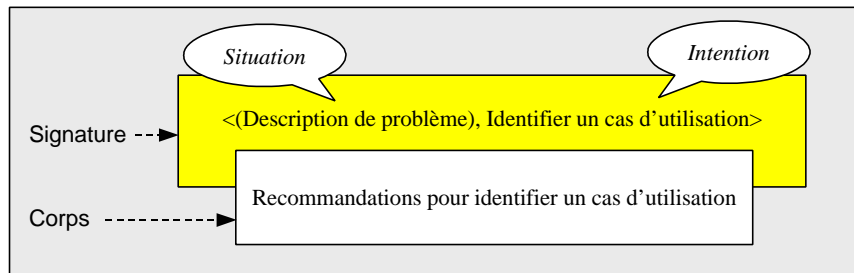 Situation
Intention
<(Description de problème), Identifier un cas d’utilisation>
Signature
Recommandations pour identifier un cas d’utilisation
Corps